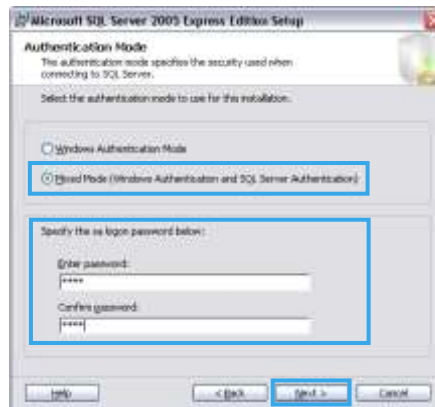 Microsoft SQL Server 2005 Express Edition Setup
Authentication Mode
The authentication mode specifies the security used when
connecting to SQL Server.
Select the authentication mode to use for this installation.
Windows Authentication Mode
Mixed Mode (Windows Authentication and SQL Server Authentication)
Specify the sa logon password below:
Enter password:
****
Confirm password:
****
Help
< Back
Next >
Cancel